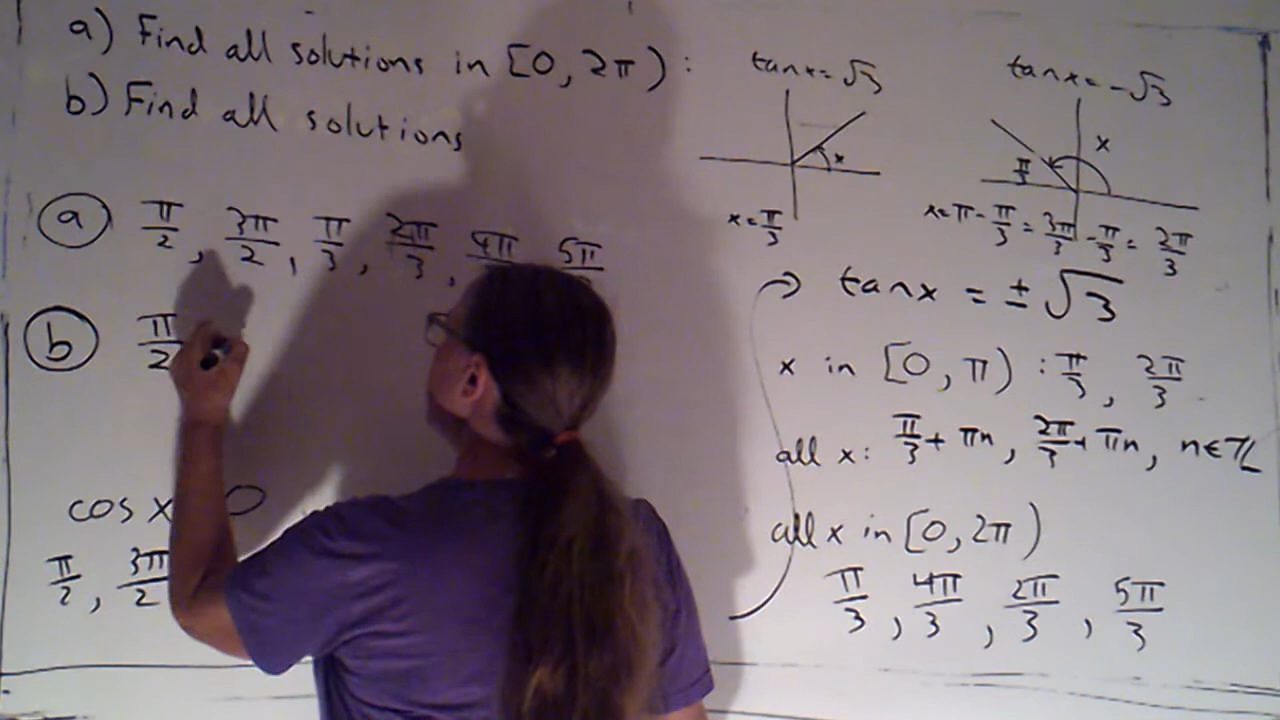 a) Find all solutions in [0, 2π) :
b) Find all solutions
ⓐ π/2, 3π/2, π/3, 2π/3, 4π 5π
ⓑ π/2
cos x 0
π/2, 3π/2
tan x = √3
x
x = π/3
tan x = -√3
x
π/3
x = π - π/3 = 3π/3 - π/3 = 2π/3
tan x = ± √3
x in [0, π) : π/3, 2π/3
all x: π/3 + πn, 2π/3 + πn, n ∈ ℤ
all x in [0, 2π)
π/3, 4π/3, 2π/3, 5π/3